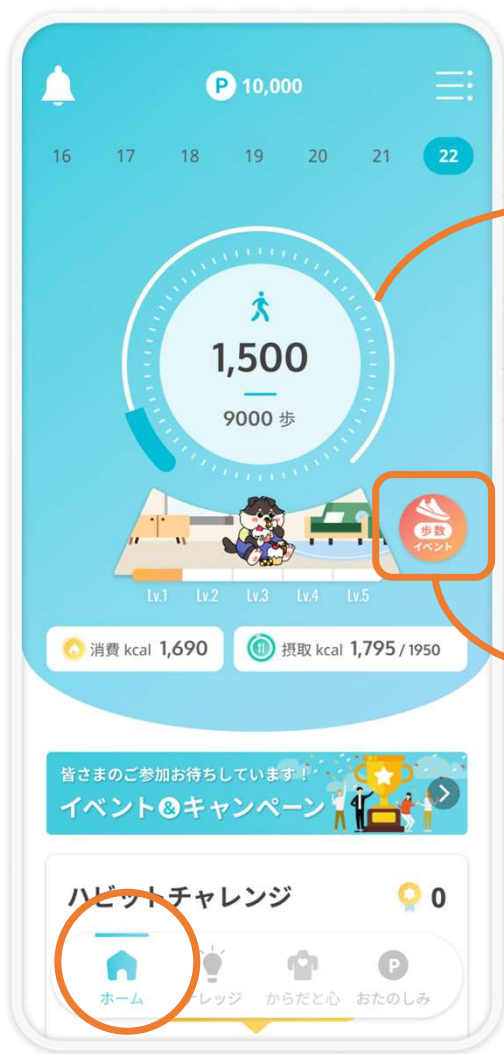 P 10,000
16 17 18 19 20 21 22
1,500
9000 歩
歩数
イベント
Lv.1 Lv.2 Lv.3 Lv.4 Lv.5
消費 kcal 1,690
摂取 kcal 1,795 / 1950
皆さまのご参加お待ちしています!
イベント&キャンペーン
ハビットチャレンジ 0
P
ホーム レッジ からだと心 おたのしみ